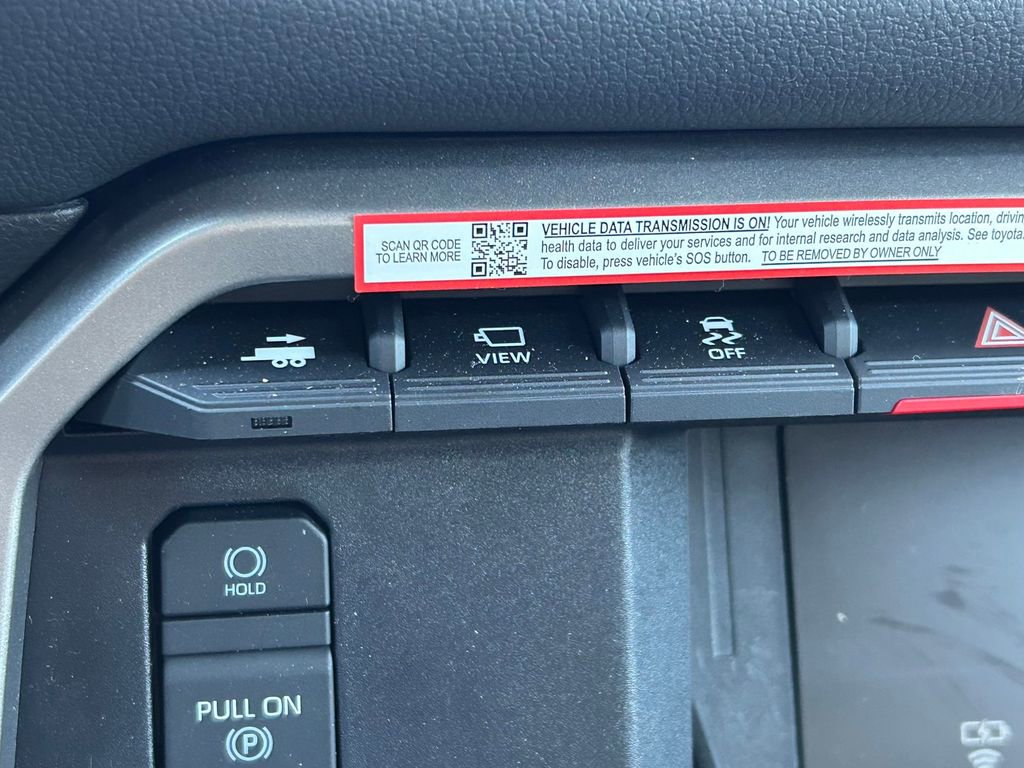 SCAN QR CODE
TO LEARN MORE
VEHICLE DATA TRANSMISSION IS ON! Your vehicle wirelessly transmits location,
health data to deliver your services and for internal research and data analysis. See toyota.
To disable, press vehicle's SOS button. TO BE REMOVED BY OWNER ONLY
VIEW
OFF
HOLD
PULL ON
P